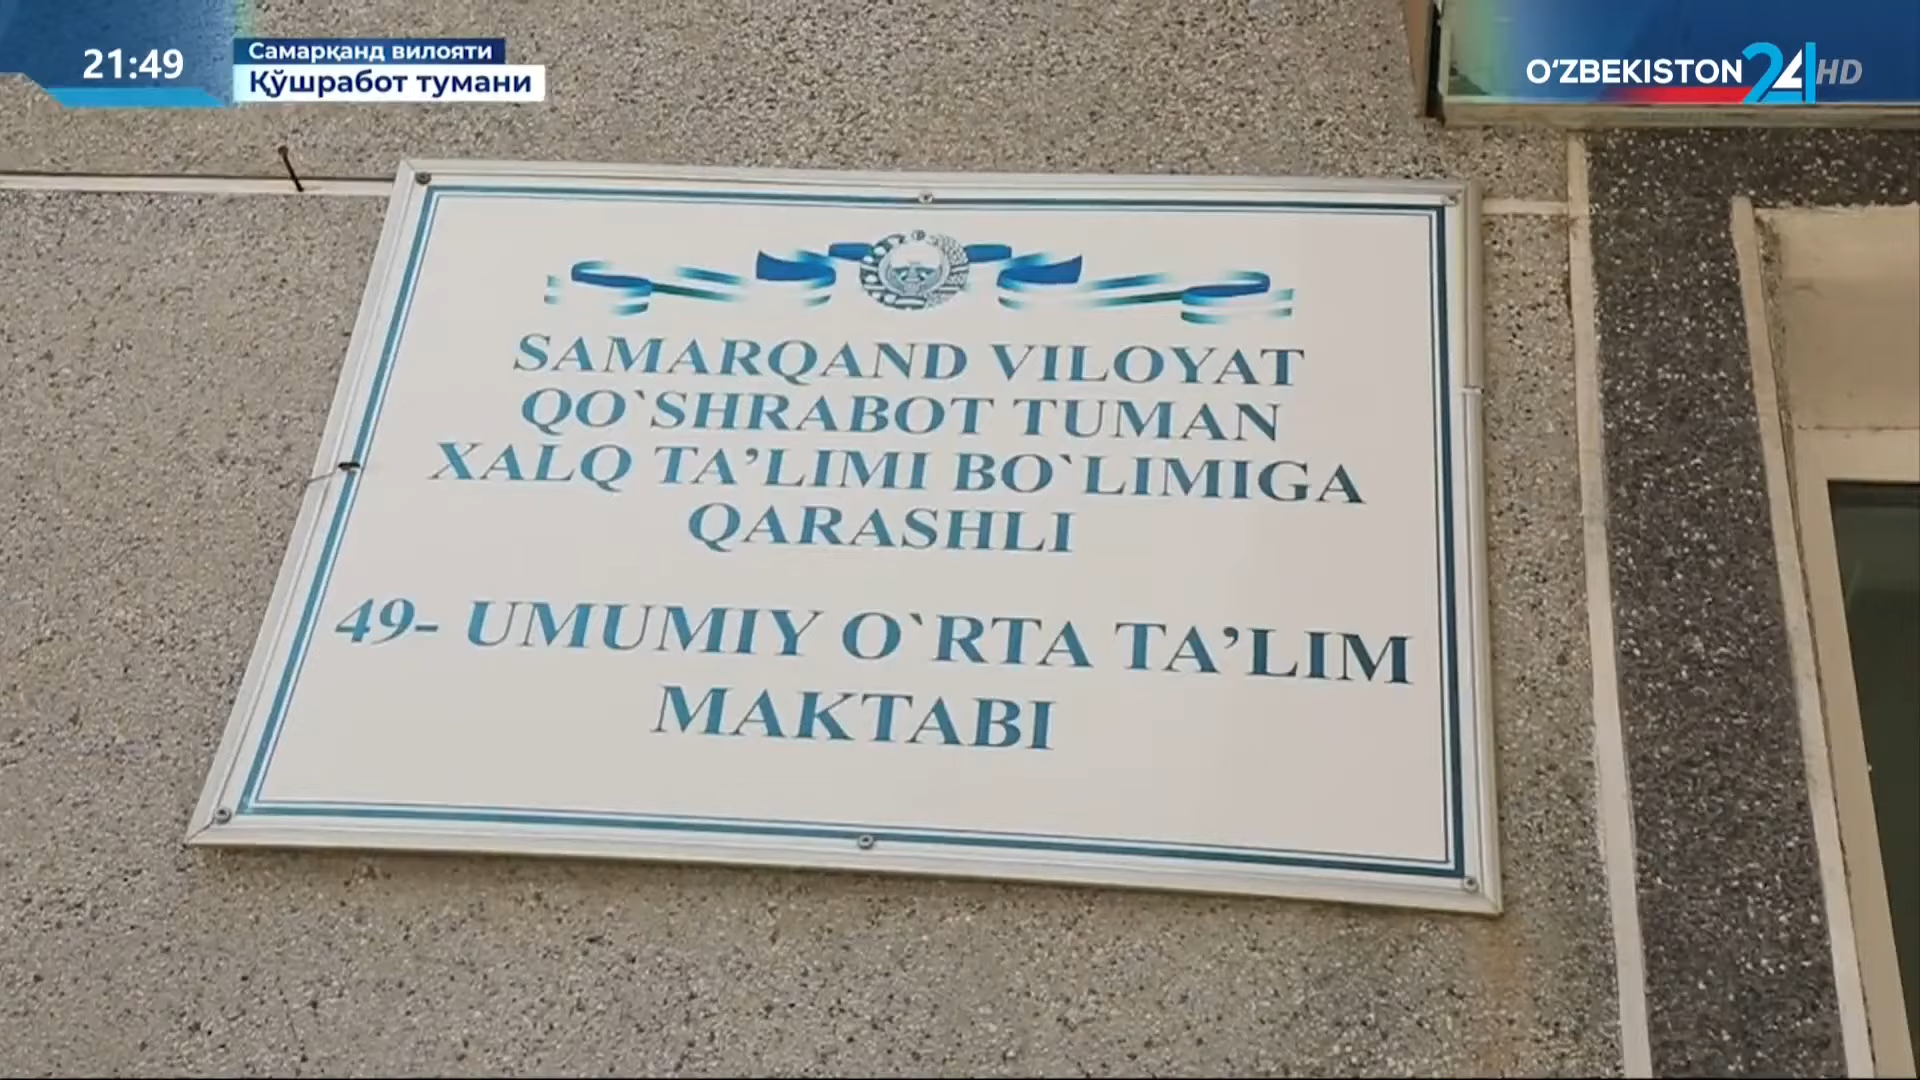 21:49
Самарқанд вилояти
Қўшработ тумани
O‘ZBEKISTON 24 HD
SAMARQAND VILOYAT
QO`SHRABOT TUMAN
XALQ TA’LIMI BO`LIMIGA
QARASHLI
49- UMUMIY O`RTA TA’LIM
MAKTABI